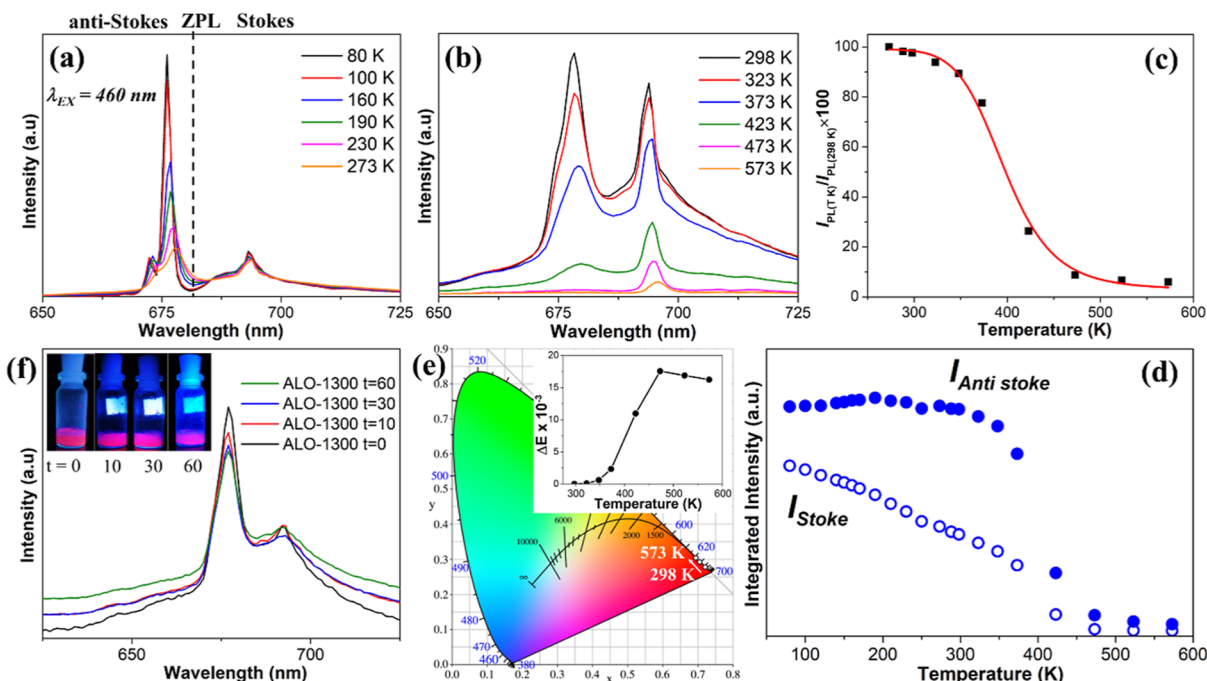 anti-Stokes ZPL Stokes
(a)
λEX = 460 nm
80 K
100 K
160 K
190 K
230 K
273 K
Intensity (a.u)
650 675 700 725
Wavelength (nm)
(b)
298 K
323 K
373 K
423 K
473 K
573 K
Intensity (a.u)
650 675 700 725
Wavelength (nm)
(c)
IPL(T K)/IPL(298 K)×100
100
80
60
40
20
0
300 400 500 600
Temperature (K)
(f)
ALO-1300 t=60
ALO-1300 t=30
ALO-1300 t=10
ALO-1300 t=0
t = 0 10 30 60
Intensity (a.u)
650 700
Wavelength (nm)
(e)
y
0.9
0.8
0.7
0.6
0.5
0.4
0.3
0.2
0.1
0.0
0.0 0.1 0.2 0.3 0.4 0.5 0.6 0.7 0.8
x
520
500
490
480
470
460
380
600
620
700
10000
6000
2000
1500
∞
573 K
298 K
ΔE x 10-3
20
15
10
5
0
300 400 500 600
Temperature (K)
(d)
IAnti stoke
IStoke
Integrated Intensity (a.u.)
100 200 300 400 500 600
Temperature (K)